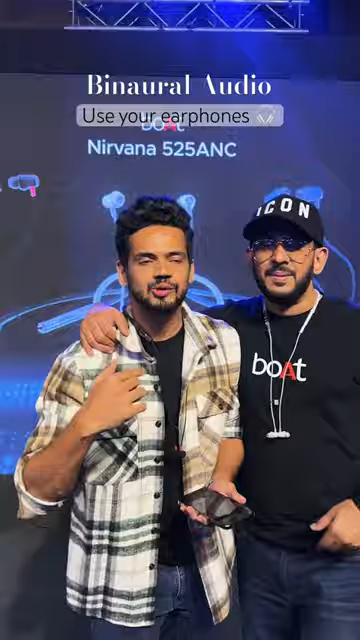 Binaural Audio
Use your earphones 🎧
boAt
Nirvana 525ANC
ICON
boAt